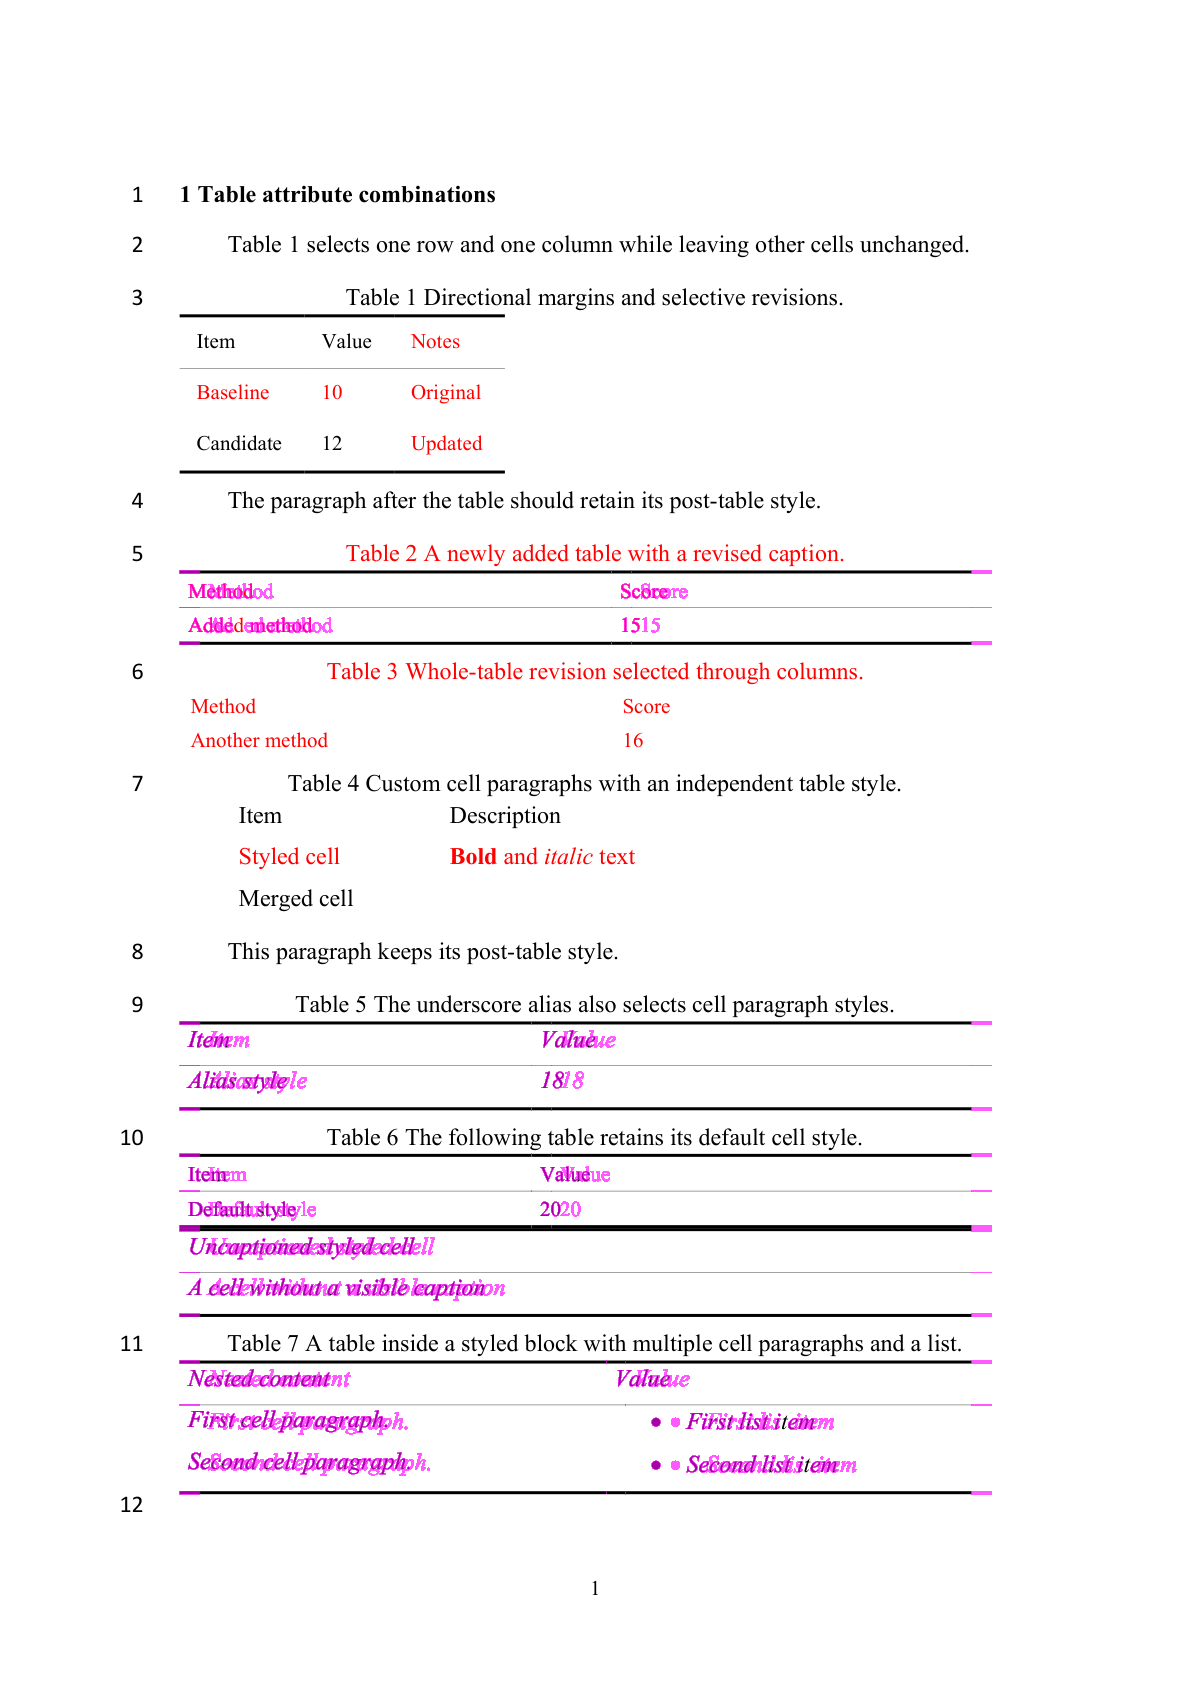 1 1 Table attribute combinations
2 Table 1 selects one row and one column while leaving other cells unchanged.
3 Table 1 Directional margins and selective revisions.
Item Value Notes
Baseline 10 Original
Candidate 12 Updated
4 The paragraph after the table should retain its post-table style.
5 Table 2 A newly added table with a revised caption.
Method Score
Added method 15
6 Table 3 Whole-table revision selected through columns.
Method Score
Another method 16
7 Table 4 Custom cell paragraphs with an independent table style.
Item Description
Styled cell Bold and italic text
Merged cell
8 This paragraph keeps its post-table style.
9 Table 5 The underscore alias also selects cell paragraph styles.
Item Value
Alias style 18
10 Table 6 The following table retains its default cell style.
Item Value
Default style 20
Uncaptioned styled cell
A cell without a visible caption
11 Table 7 A table inside a styled block with multiple cell paragraphs and a list.
Nested content Value
First cell paragraph. • First list item
Second cell paragraph. • Second list item
12
1